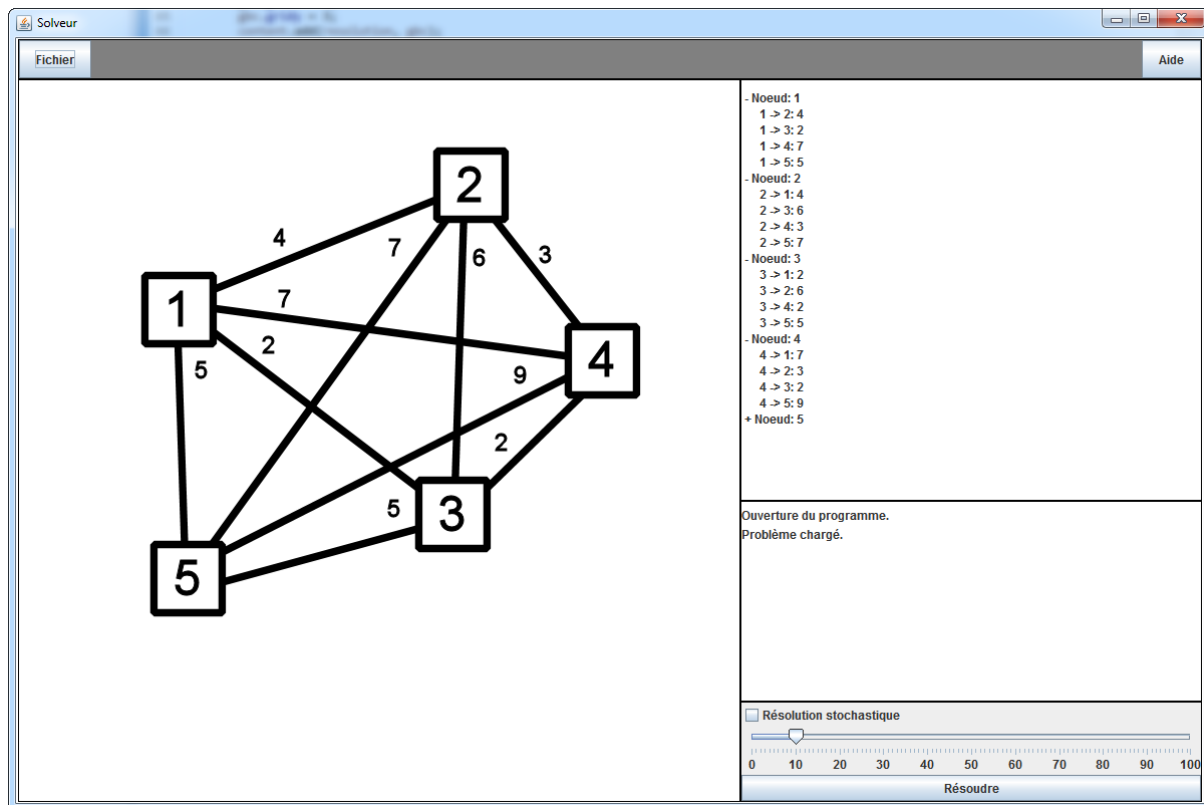 Solveur
Fichier
Aide
2
4
7
6
3
1
7
2
5
4
9
2
5
3
5
- Noeud: 1
1 -> 2: 4
1 -> 3: 2
1 -> 4: 7
1 -> 5: 5
- Noeud: 2
2 -> 1: 4
2 -> 3: 6
2 -> 4: 3
2 -> 5: 7
- Noeud: 3
3 -> 1: 2
3 -> 2: 6
3 -> 4: 2
3 -> 5: 5
- Noeud: 4
4 -> 1: 7
4 -> 2: 3
4 -> 3: 2
4 -> 5: 9
+ Noeud: 5
Ouverture du programme.
Problème chargé.
Résolution stochastique
0 10 20 30 40 50 60 70 80 90 100
Résoudre